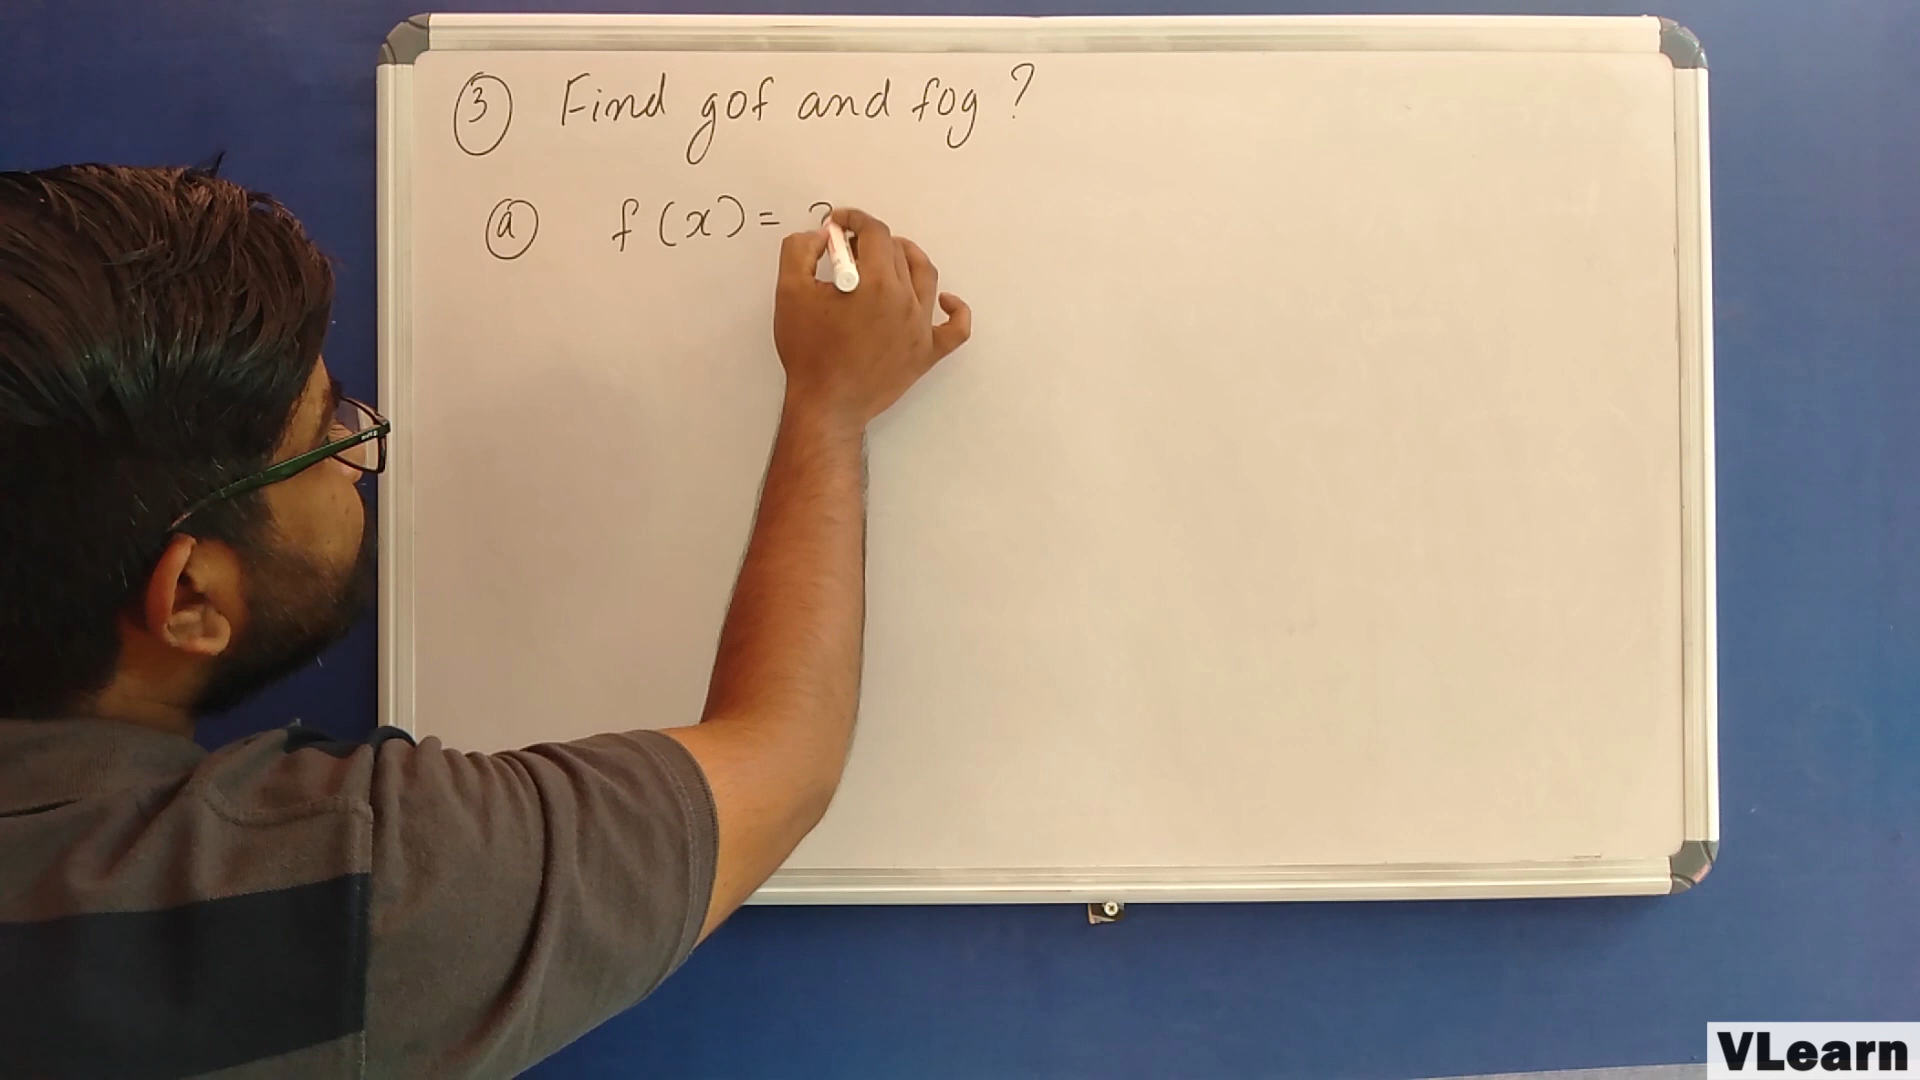 ③ Find gof and fog ?
ⓐ f(x) =
VLearn